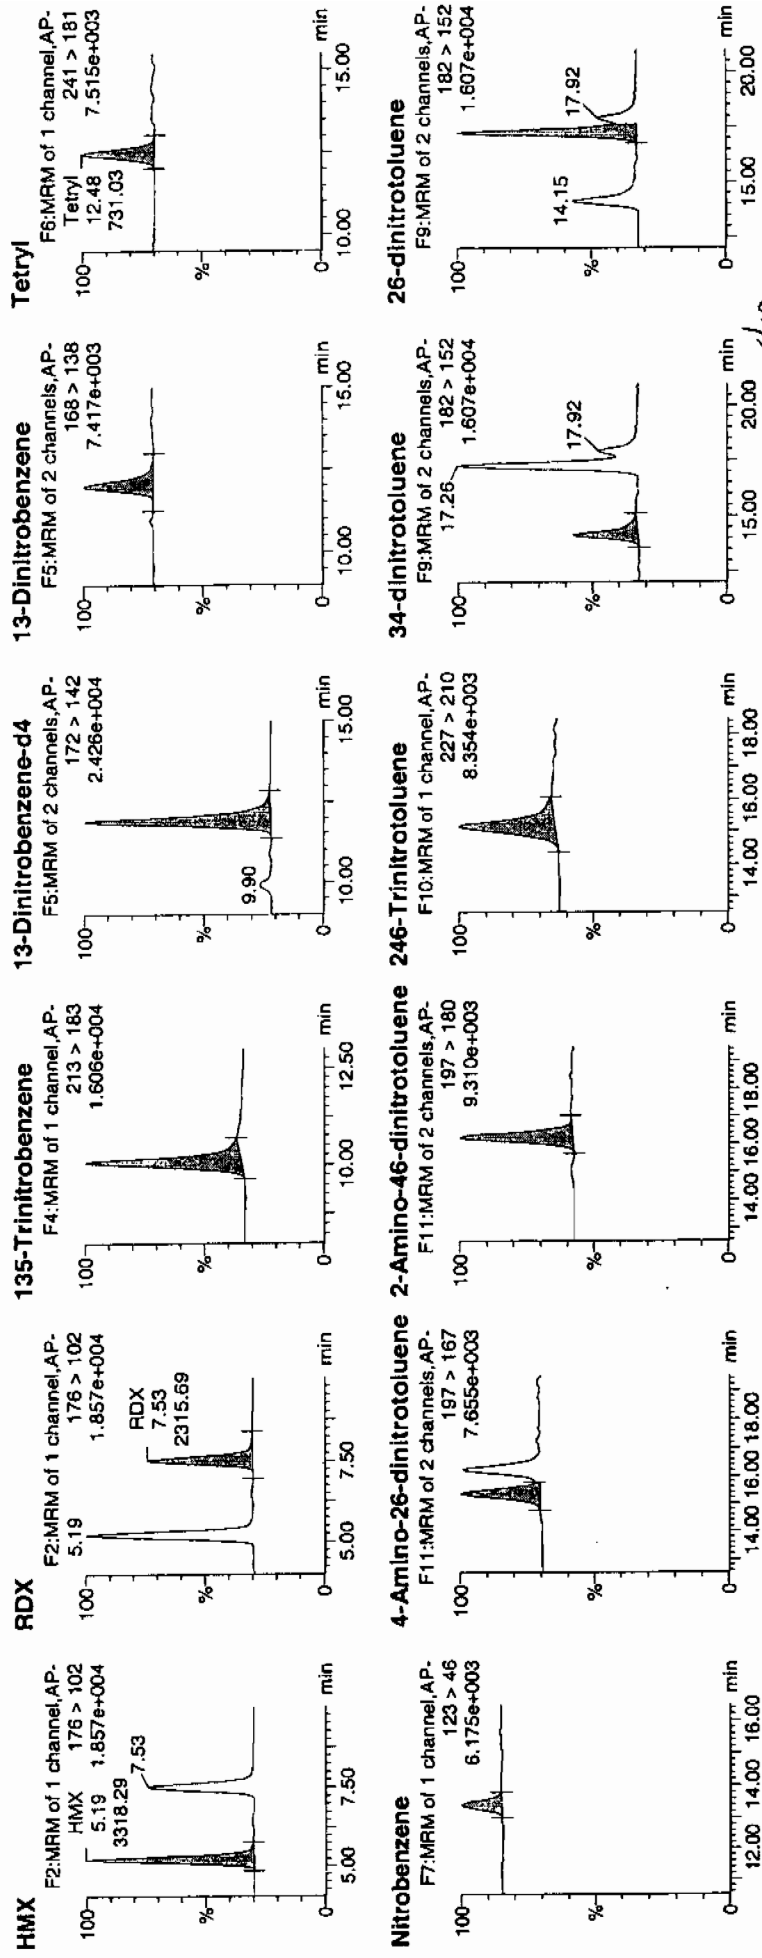 HMX
F2:MRM of 1 channel,AP-
HMX 176 > 102
5.19 1.857e+004
3318.29
7.53
100
%
0
5.00 7.50
min
RDX
F2:MRM of 1 channel,AP-
5.19 176 > 102
1.857e+004
RDX
7.53
2315.69
100
%
0
5.00 7.50
min
135-Trinitrobenzene
F4:MRM of 1 channel,AP-
213 > 183
1.606e+004
100
%
0
10.00 12.50
min
13-Dinitrobenzene-d4
F5:MRM of 2 channels,AP-
172 > 142
2.426e+004
9.90
100
%
0
10.00 15.00
min
13-Dinitrobenzene
F5:MRM of 2 channels,AP-
168 > 138
7.417e+003
100
%
0
10.00 15.00
min
Tetryl
F6:MRM of 1 channel,AP-
Tetryl 241 > 181
12.48 7.515e+003
731.03
100
%
0
10.00 15.00
min
Nitrobenzene
F7:MRM of 1 channel,AP-
123 > 46
6.175e+003
100
%
0
12.00 14.00 16.00
min
4-Amino-26-dinitrotoluene
F11:MRM of 2 channels,AP-
197 > 167
7.655e+003
100
%
0
14.00 16.00 18.00
min
2-Amino-46-dinitrotoluene
F11:MRM of 2 channels,AP-
197 > 180
9.310e+003
100
%
0
14.00 16.00 18.00
min
246-Trinitrotoluene
F10:MRM of 1 channel,AP-
227 > 210
8.354e+003
100
%
0
14.00 16.00 18.00
min
34-dinitrotoluene
F9:MRM of 2 channels,AP-
17.26 182 > 152
1.607e+004
17.92
100
%
0
15.00 20.00
min
26-dinitrotoluene
F9:MRM of 2 channels,AP-
182 > 152
1.607e+004
14.15
17.92
100
%
0
15.00 20.00
min